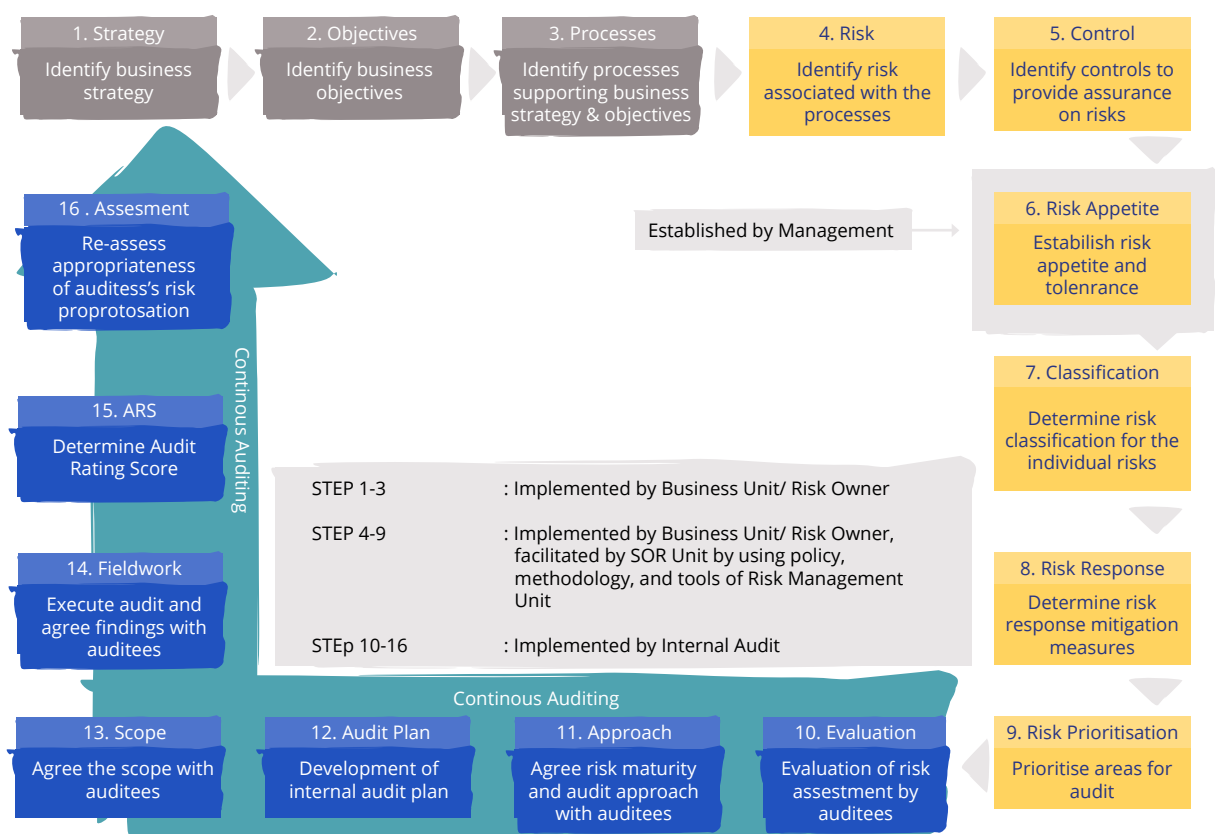 1. Strategy
Identify business
strategy
2. Objectives
Identify business
objectives
3. Processes
Identify processes
supporting business
strategy & objectives
4. Risk
Identify risk
associated with the
processes
5. Control
Identify controls to
provide assurance
on risks
Established by Management
6. Risk Appetite
Estabilish risk
appetite and
tolenrance
7. Classification
Determine risk
classification for the
individual risks
8. Risk Response
Determine risk
response mitigation
measures
9. Risk Prioritisation
Prioritise areas for
audit
10. Evaluation
Evaluation of risk
assestment by
auditees
11. Approach
Agree risk maturity
and audit approach
with auditees
12. Audit Plan
Development of
internal audit plan
13. Scope
Agree the scope with
auditees
14. Fieldwork
Execute audit and
agree findings with
auditees
15. ARS
Determine Audit
Rating Score
16 . Assesment
Re-assess
appropriateness
of auditess's risk
proprotosation
Continous Auditing
Continous Auditing
STEP 1-3 : Implemented by Business Unit/ Risk Owner
STEP 4-9 : Implemented by Business Unit/ Risk Owner,
facilitated by SOR Unit by using policy,
methodology, and tools of Risk Management
Unit
STEp 10-16 : Implemented by Internal Audit